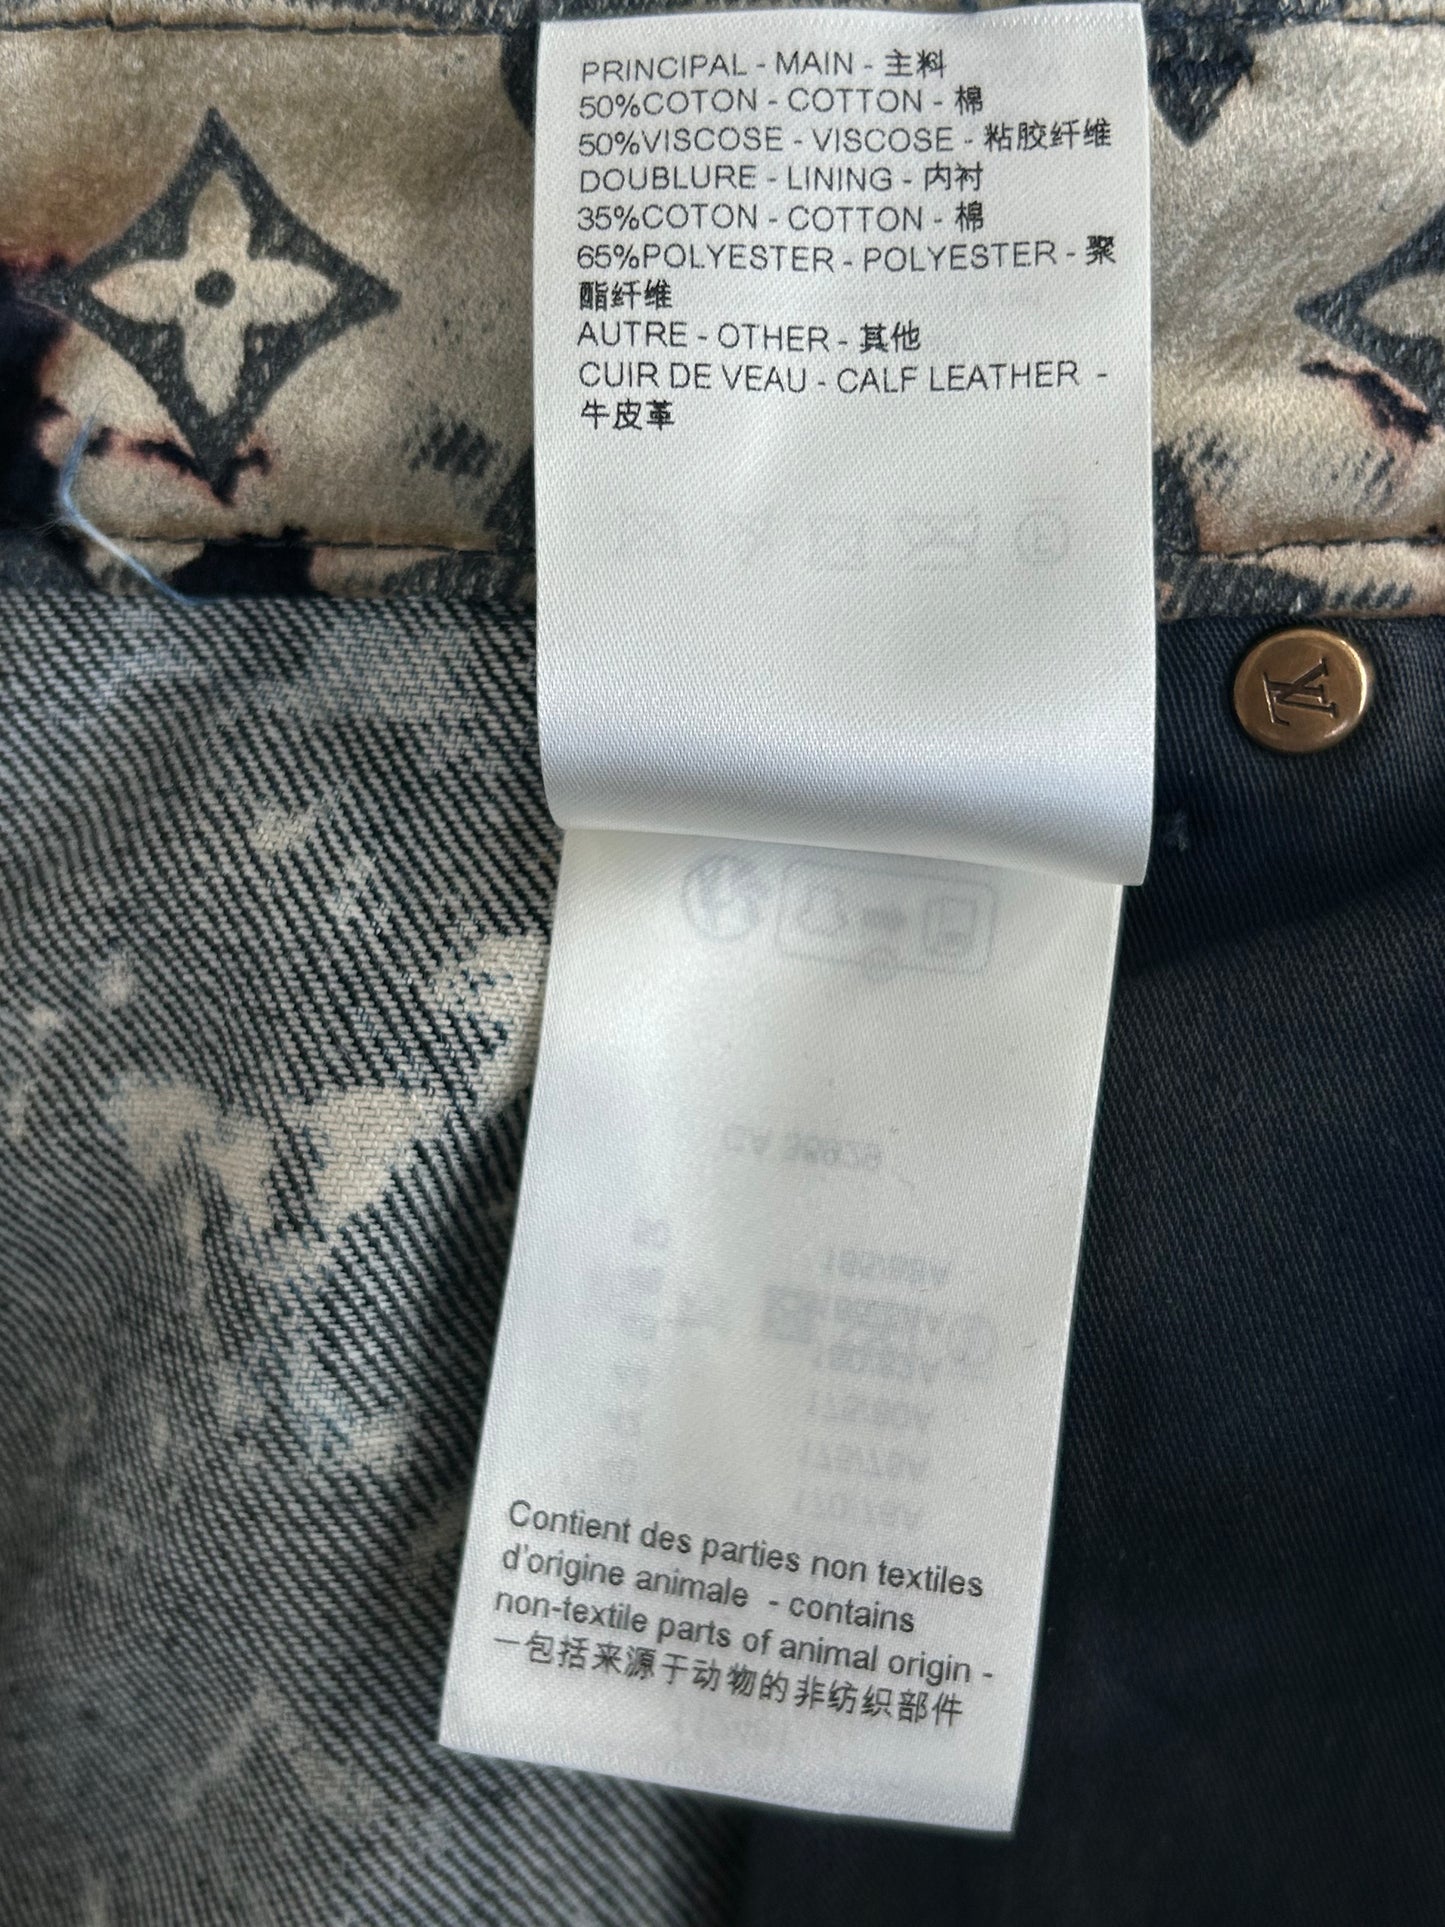 PRINCIPAL - MAIN - 主料
50%COTON - COTTON - 棉
50%VISCOSE - VISCOSE - 粘胶纤维
DOUBLURE - LINING - 内衬
35%COTON - COTTON - 棉
65%POLYESTER - POLYESTER - 聚
酯纤维
AUTRE - OTHER - 其他
CUIR DE VEAU - CALF LEATHER -
牛皮革
LV
Contient des parties non textiles
d'origine animale - contains
non-textile parts of animal origin -
一包括来源于动物的非纺织部件